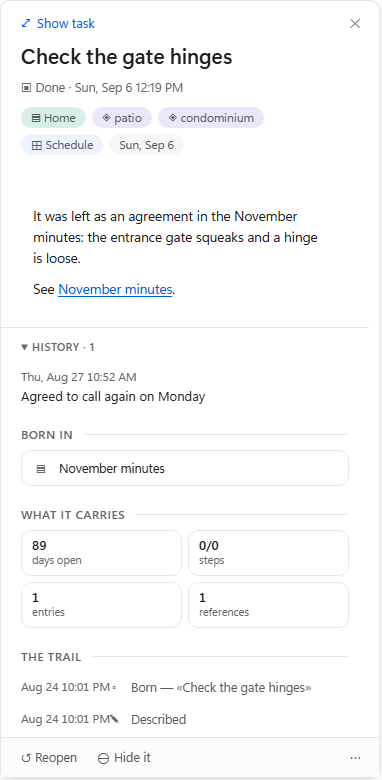 Show task
Check the gate hinges
Done · Sun, Sep 6 12:19 PM
Home
patio
condominium
Schedule
Sun, Sep 6
It was left as an agreement in the November
minutes: the entrance gate squeaks and a hinge
is loose.
See November minutes.
HISTORY · 1
Thu, Aug 27 10:52 AM
Agreed to call again on Monday
BORN IN
November minutes
WHAT IT CARRIES
89
days open
0/0
steps
1
entries
1
references
THE TRAIL
Aug 24 10:01 PM
Born — «Check the gate hinges»
Aug 24 10:01 PM
Described
Reopen
Hide it